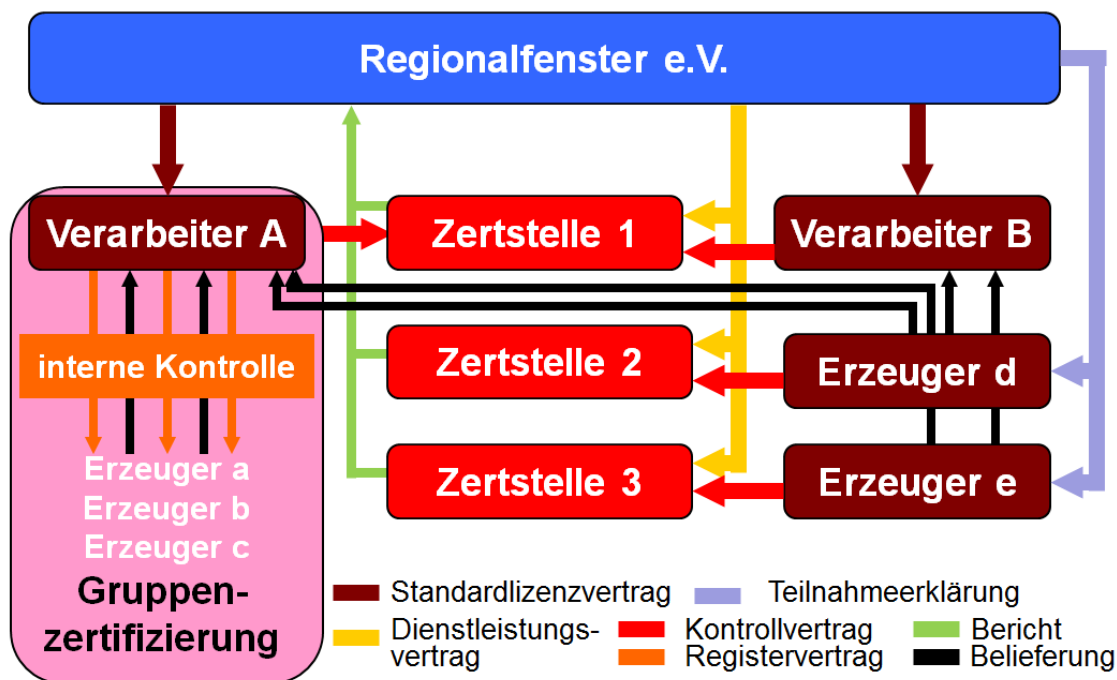 Regionalfenster e.V.
Verarbeiter A
Zertstelle 1
Verarbeiter B
interne Kontrolle
Zertstelle 2
Erzeuger d
Erzeuger a
Erzeuger b
Erzeuger c
Zertstelle 3
Erzeuger e
Gruppen-
zertifizierung
Standardlizenzvertrag
Teilnahmeerklärung
Dienstleistungs-
vertrag
Kontrollvertrag
Registervertrag
Bericht
Belieferung